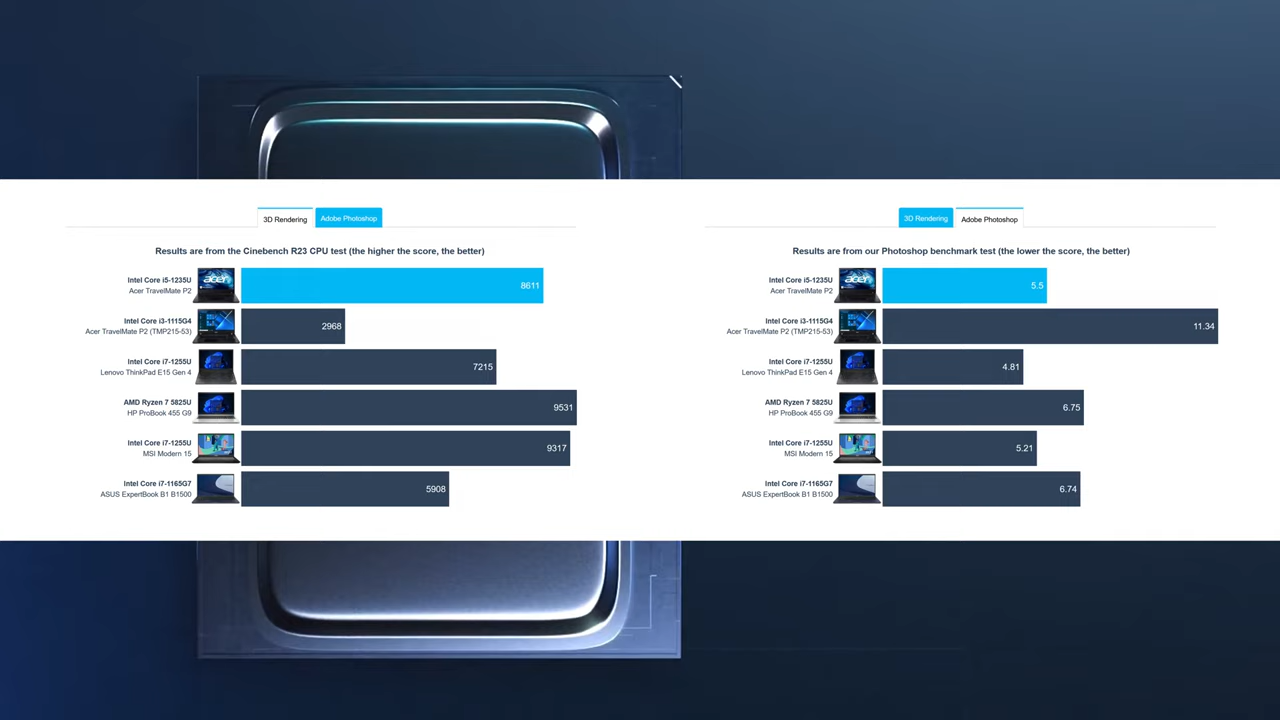 3D Rendering
Adobe Photoshop
Results are from the Cinebench R23 CPU test (the higher the score, the better)
Intel Core i5-1235U
Acer TravelMate P2
8611
Intel Core i3-1115G4
Acer TravelMate P2 (TMP215-53)
2968
Intel Core i7-1255U
Lenovo ThinkPad E15 Gen 4
7215
AMD Ryzen 7 5825U
HP ProBook 455 G9
9531
Intel Core i7-1255U
MSI Modern 15
9317
Intel Core i7-1165G7
ASUS ExpertBook B1 B1500
5908
3D Rendering
Adobe Photoshop
Results are from our Photoshop benchmark test (the lower the score, the better)
Intel Core i5-1235U
Acer TravelMate P2
5.5
Intel Core i3-1115G4
Acer TravelMate P2 (TMP215-53)
11.34
Intel Core i7-1255U
Lenovo ThinkPad E15 Gen 4
4.81
AMD Ryzen 7 5825U
HP ProBook 455 G9
6.75
Intel Core i7-1255U
MSI Modern 15
5.21
Intel Core i7-1165G7
ASUS ExpertBook B1 B1500
6.74
acer
acer